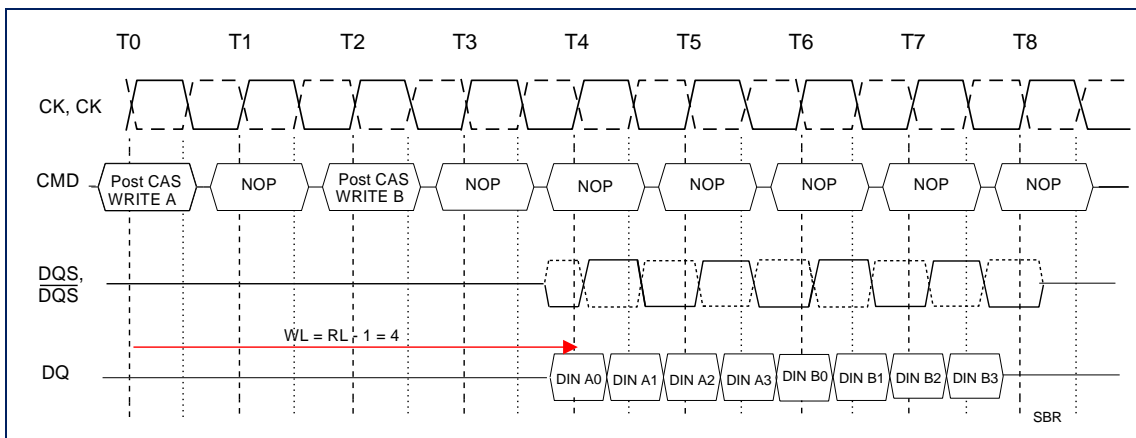 T0 T1 T2 T3 T4 T5 T6 T7 T8
CK, CK
CMD
Post CAS
WRITE A
NOP
Post CAS
WRITE B
NOP
NOP
NOP
NOP
NOP
NOP
DQS,
DQS
WL = RL - 1 = 4
DQ
DIN A0 DIN A1 DIN A2 DIN A3 DIN B0 DIN B1 DIN B2 DIN B3
SBR